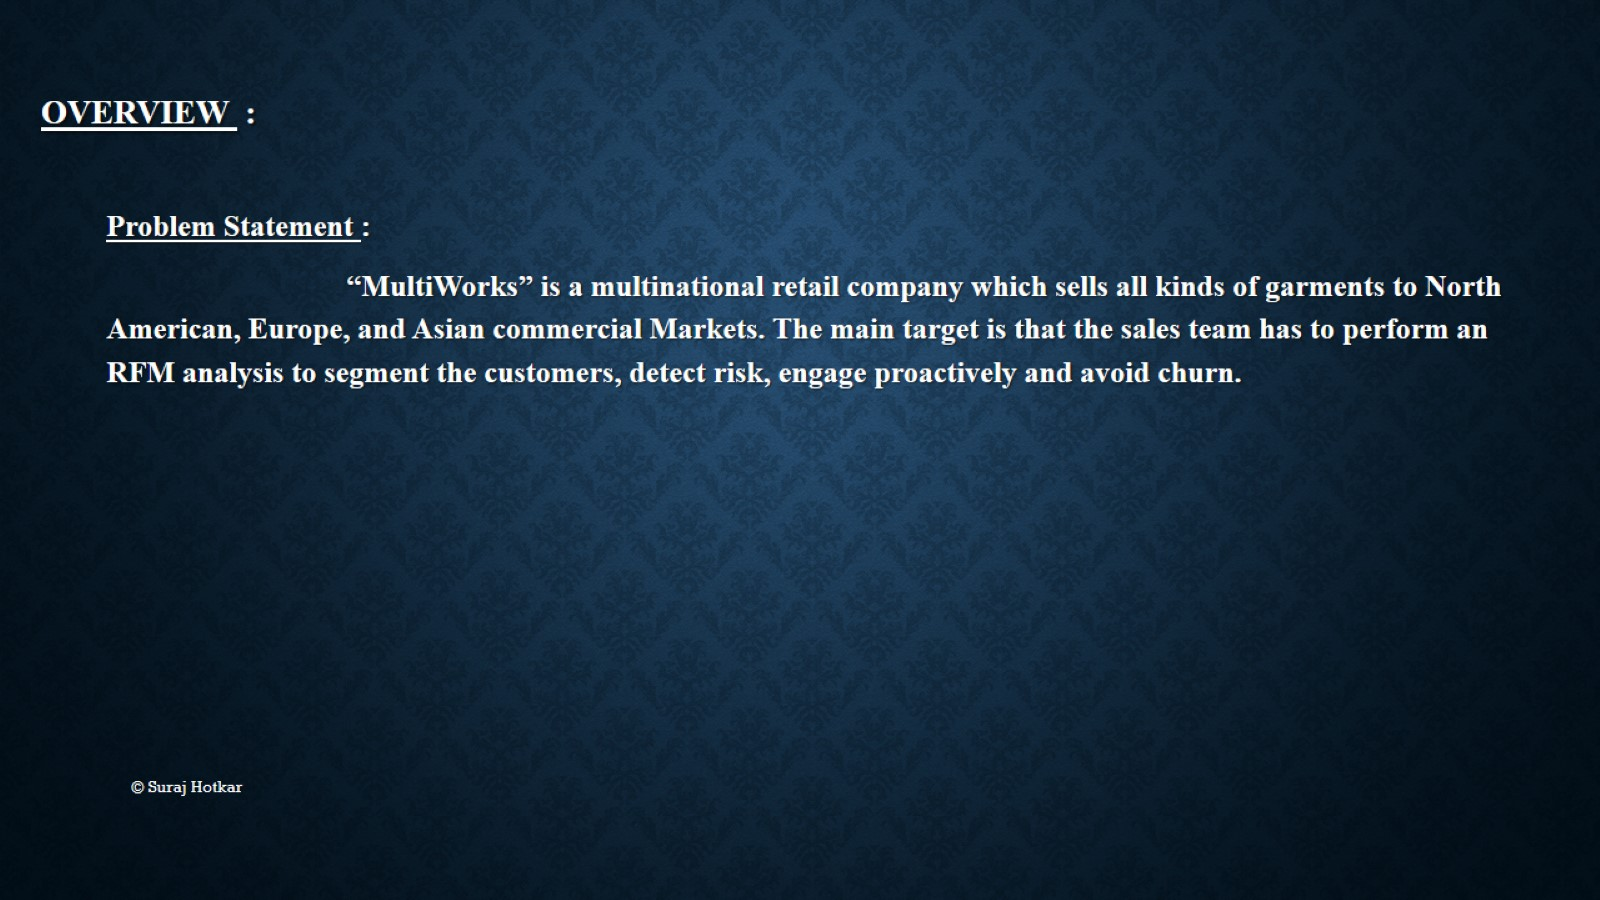 OVERVIEW :
Problem Statement :
“MultiWorks” is a multinational retail company which sells all kinds of garments to North
American, Europe, and Asian commercial Markets. The main target is that the sales team has to perform an
RFM analysis to segment the customers, detect risk, engage proactively and avoid churn.
© Suraj Hotkar